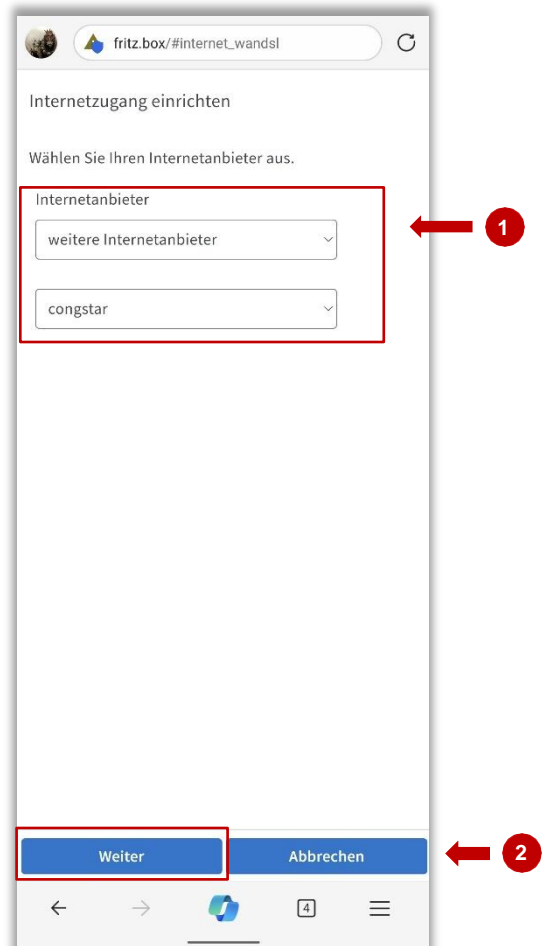 fritz.box/#internet_wandsl
Internetzugang einrichten
Wählen Sie Ihren Internetanbieter aus.
Internetanbieter
weitere Internetanbieter
1
congstar
Weiter
Abbrechen
2
4